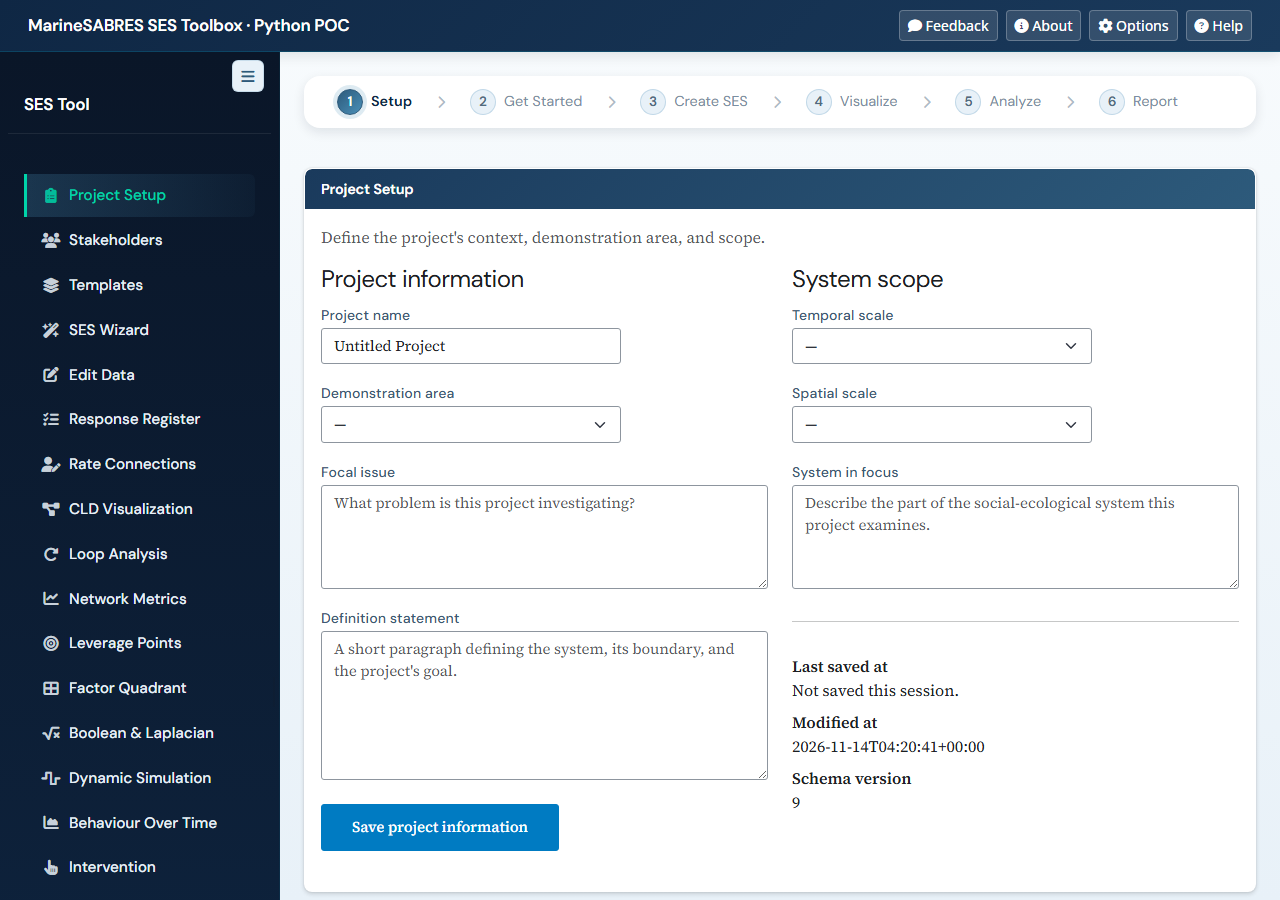 MarineSABRES SES Toolbox · Python POC
Feedback
About
Options
Help
SES Tool
Project Setup
Stakeholders
Templates
SES Wizard
Edit Data
Response Register
Rate Connections
CLD Visualization
Loop Analysis
Network Metrics
Leverage Points
Factor Quadrant
Boolean & Laplacian
Dynamic Simulation
Behaviour Over Time
Intervention
1 Setup
2 Get Started
3 Create SES
4 Visualize
5 Analyze
6 Report
Project Setup
Define the project's context, demonstration area, and scope.
Project information
Project name
Untitled Project
Demonstration area
—
Focal issue
What problem is this project investigating?
Definition statement
A short paragraph defining the system, its boundary, and
the project's goal.
Save project information
System scope
Temporal scale
—
Spatial scale
—
System in focus
Describe the part of the social-ecological system this
project examines.
Last saved at
Not saved this session.
Modified at
2026-11-14T04:20:41+00:00
Schema version
9